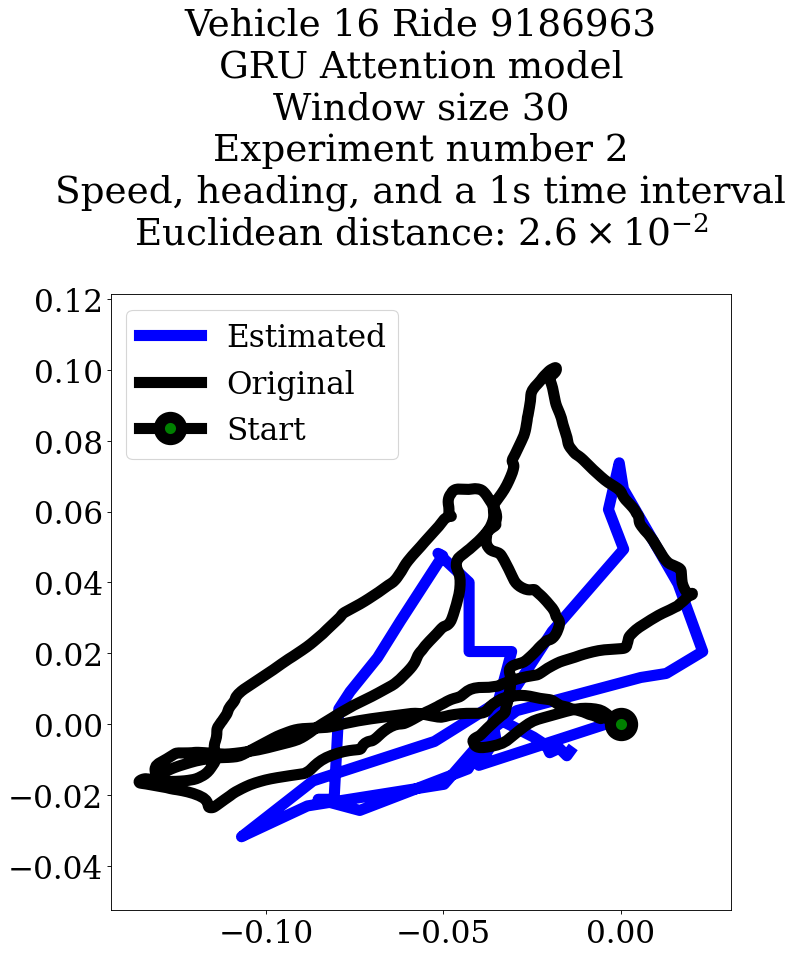 Vehicle 16 Ride 9186963
GRU Attention model
Window size 30
Experiment number 2
Speed, heading, and a 1s time interval
Euclidean distance: 2.6 × 10⁻²
0.12
0.10
0.08
0.06
0.04
0.02
0.00
−0.02
−0.04
Estimated
Original
Start
−0.10
−0.05
0.00